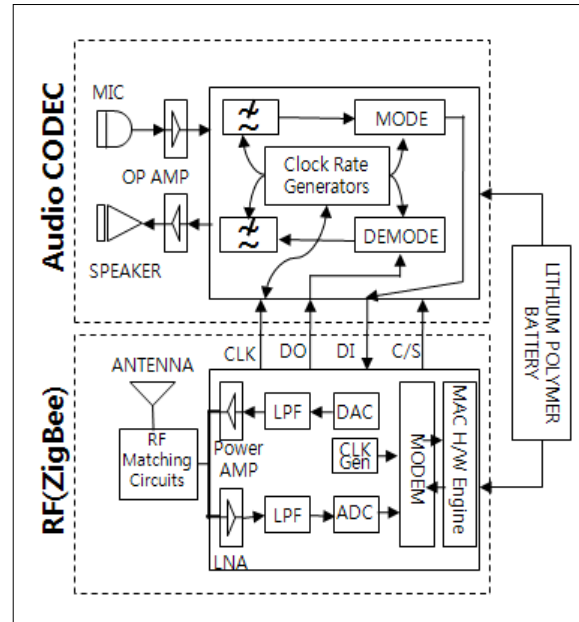 Audio CODEC
MIC
OP AMP
SPEAKER
MODE
Clock Rate
Generators
DEMODE
LITHIUM POLYMER
BATTERY
CLK
DO
DI
C/S
RF(ZigBee)
ANTENNA
RF
Matching
Circuits
Power
AMP
LPF
DAC
CLK
Gen
MODEM
MAC H/W Engine
LNA
LPF
ADC